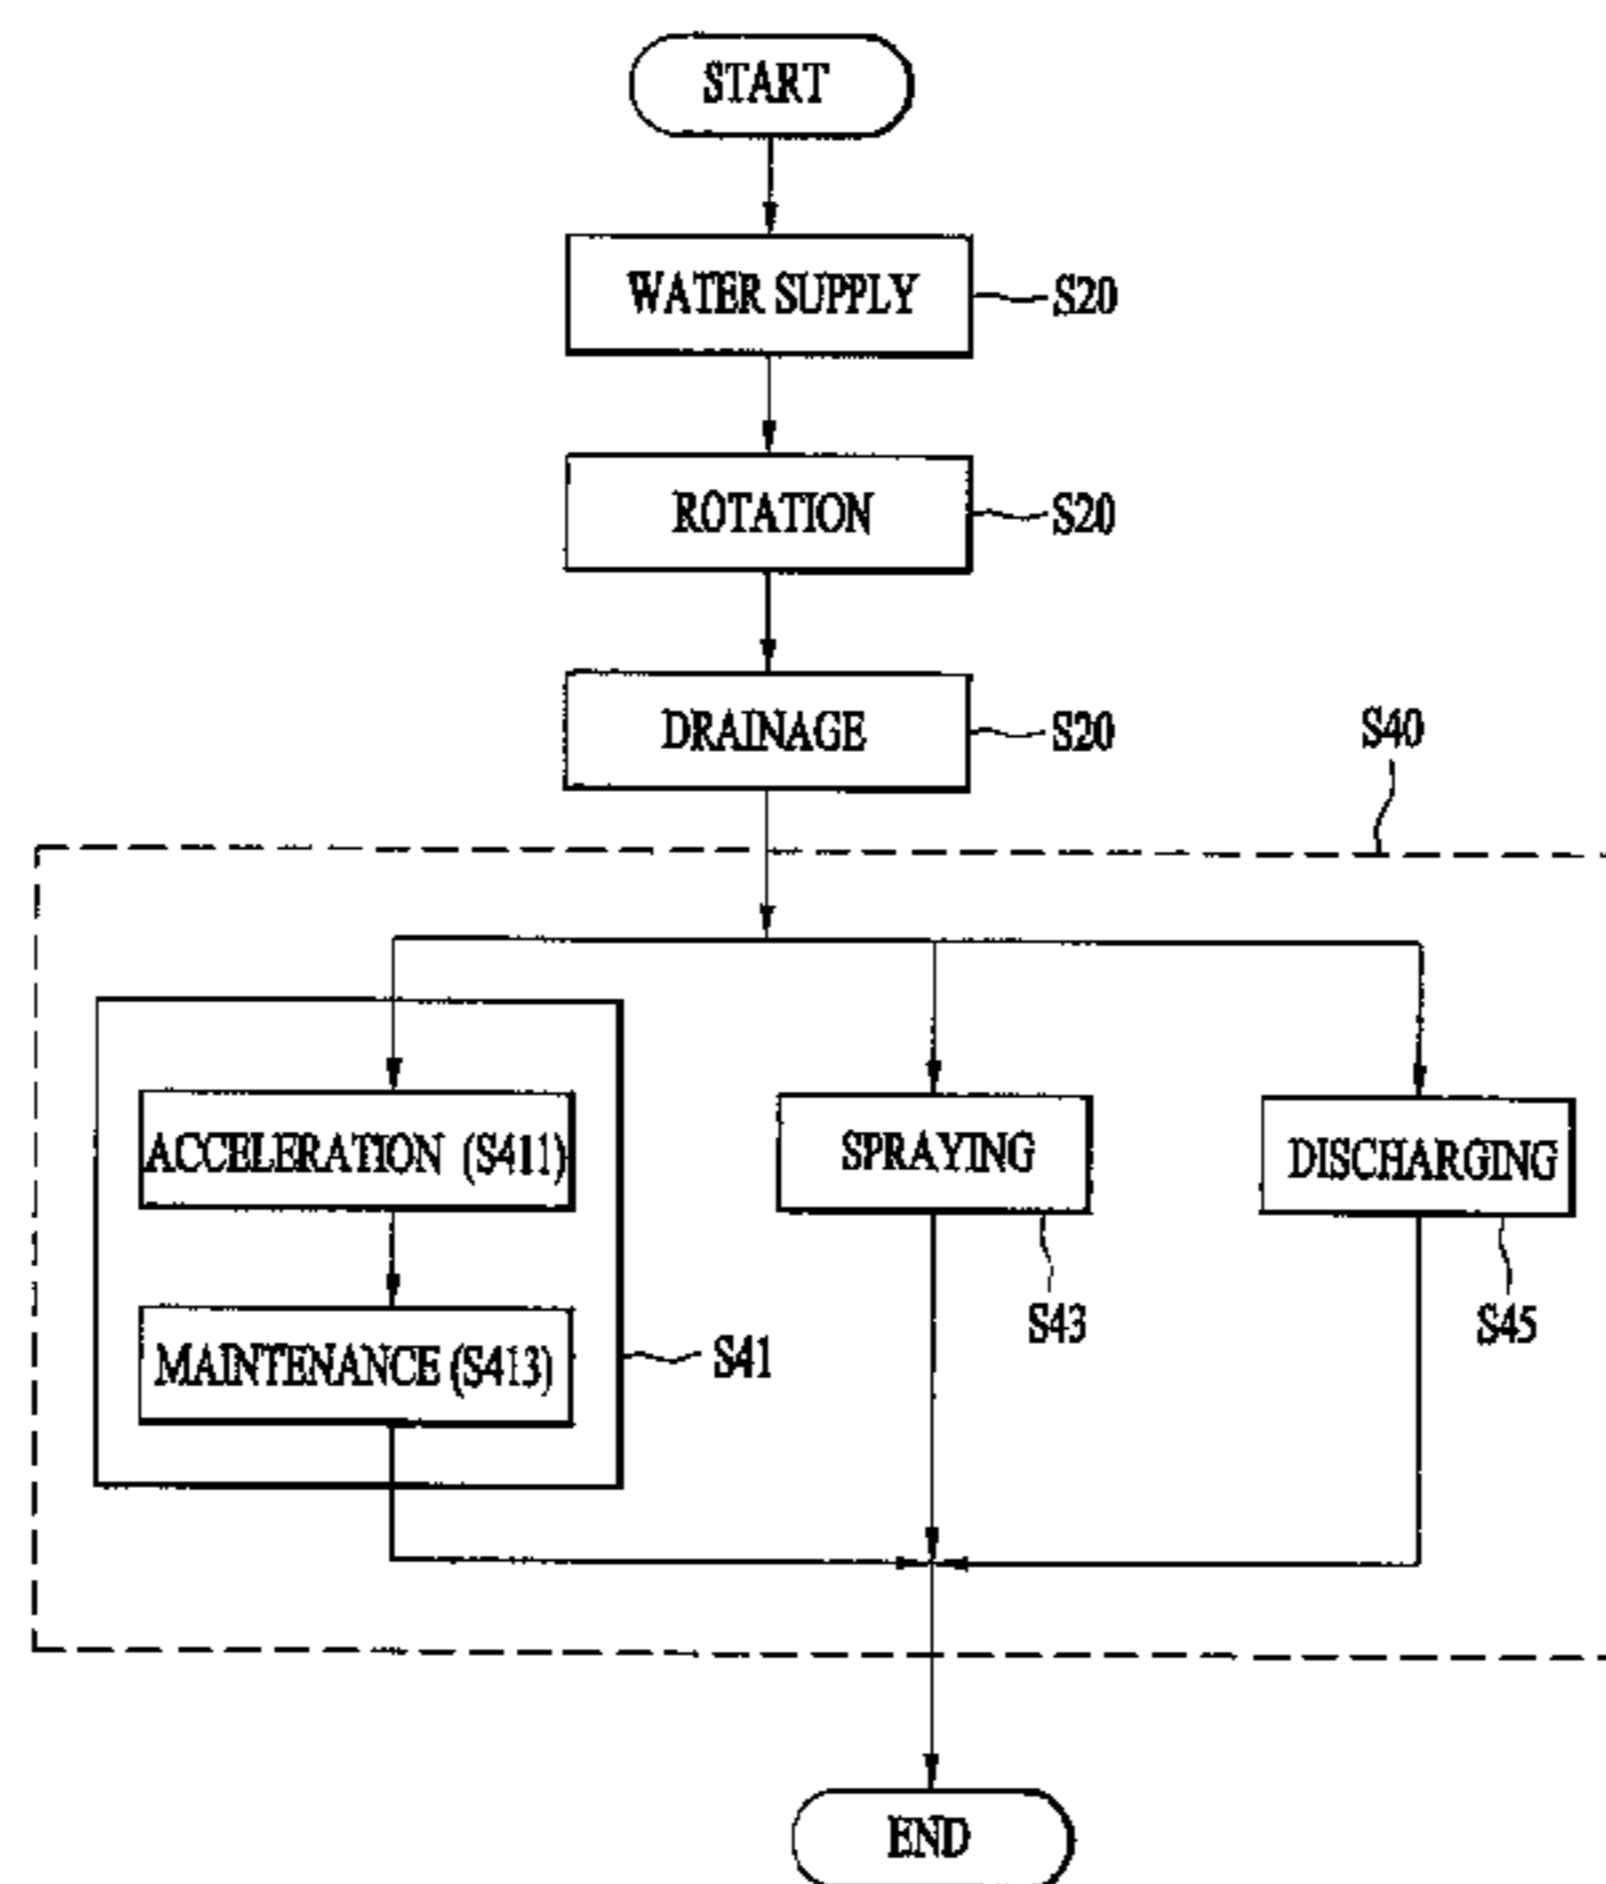 START
WATER SUPPLY
S20
ROTATION
S20
DRAINAGE
S20
S40
ACCELERATION (S411)
SPRAYING
DISCHARGING
S43
S45
MAINTENANCE (S413)
S41
END